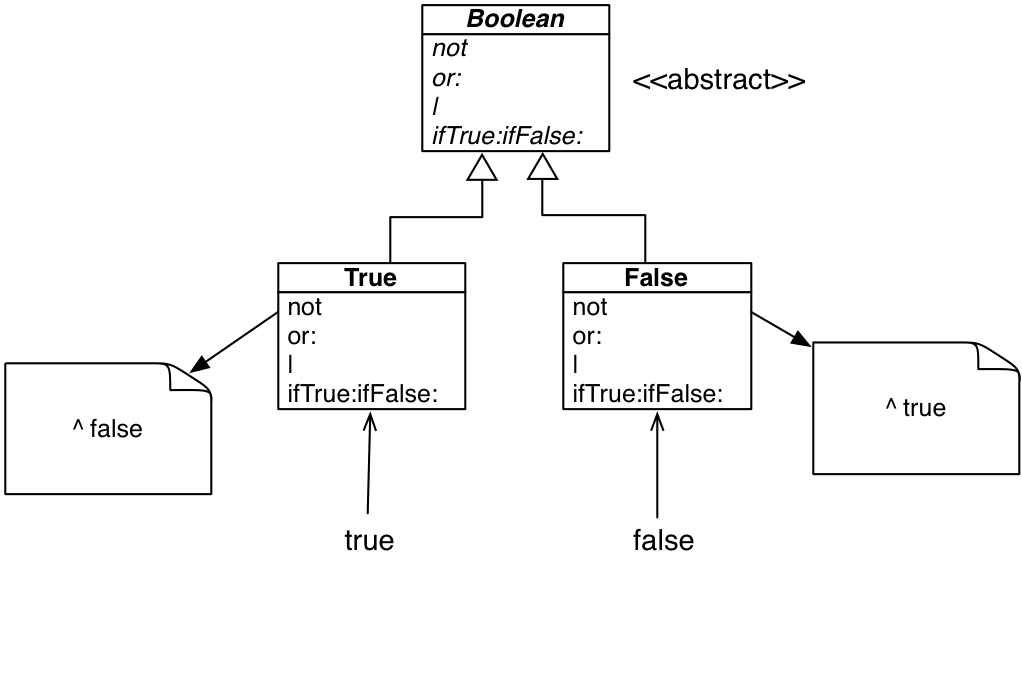 Boolean
not
or:
|
ifTrue:ifFalse:
<<abstract>>
True
not
or:
|
ifTrue:ifFalse:
False
not
or:
|
ifTrue:ifFalse:
^ false
^ true
true
false